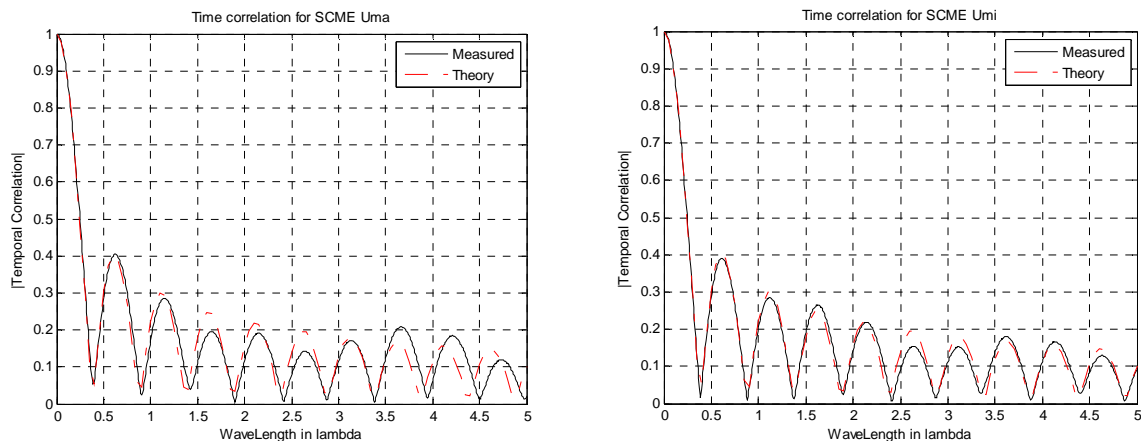 Time correlation for SCME Uma
|Temporal Correlation|
1
0.9
0.8
0.7
0.6
0.5
0.4
0.3
0.2
0.1
0
Measured
Theory
0 0.5 1 1.5 2 2.5 3 3.5 4 4.5 5
WaveLength in lambda
Time correlation for SCME Umi
|Temporal Correlation|
1
0.9
0.8
0.7
0.6
0.5
0.4
0.3
0.2
0.1
0
Measured
Theory
0 0.5 1 1.5 2 2.5 3 3.5 4 4.5 5
WaveLength in lambda